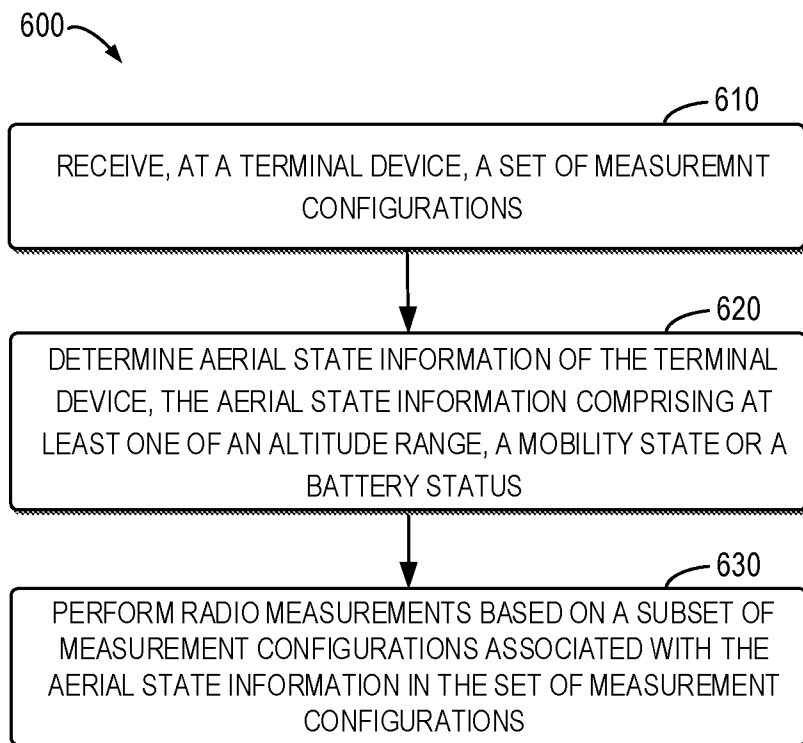 600
610
RECEIVE, AT A TERMINAL DEVICE, A SET OF MEASUREMNT
CONFIGURATIONS
620
DETERMINE AERIAL STATE INFORMATION OF THE TERMINAL
DEVICE, THE AERIAL STATE INFORMATION COMPRISING AT
LEAST ONE OF AN ALTITUDE RANGE, A MOBILITY STATE OR A
BATTERY STATUS
630
PERFORM RADIO MEASUREMENTS BASED ON A SUBSET OF
MEASUREMENT CONFIGURATIONS ASSOCIATED WITH THE
AERIAL STATE INFORMATION IN THE SET OF MEASUREMENT
CONFIGURATIONS